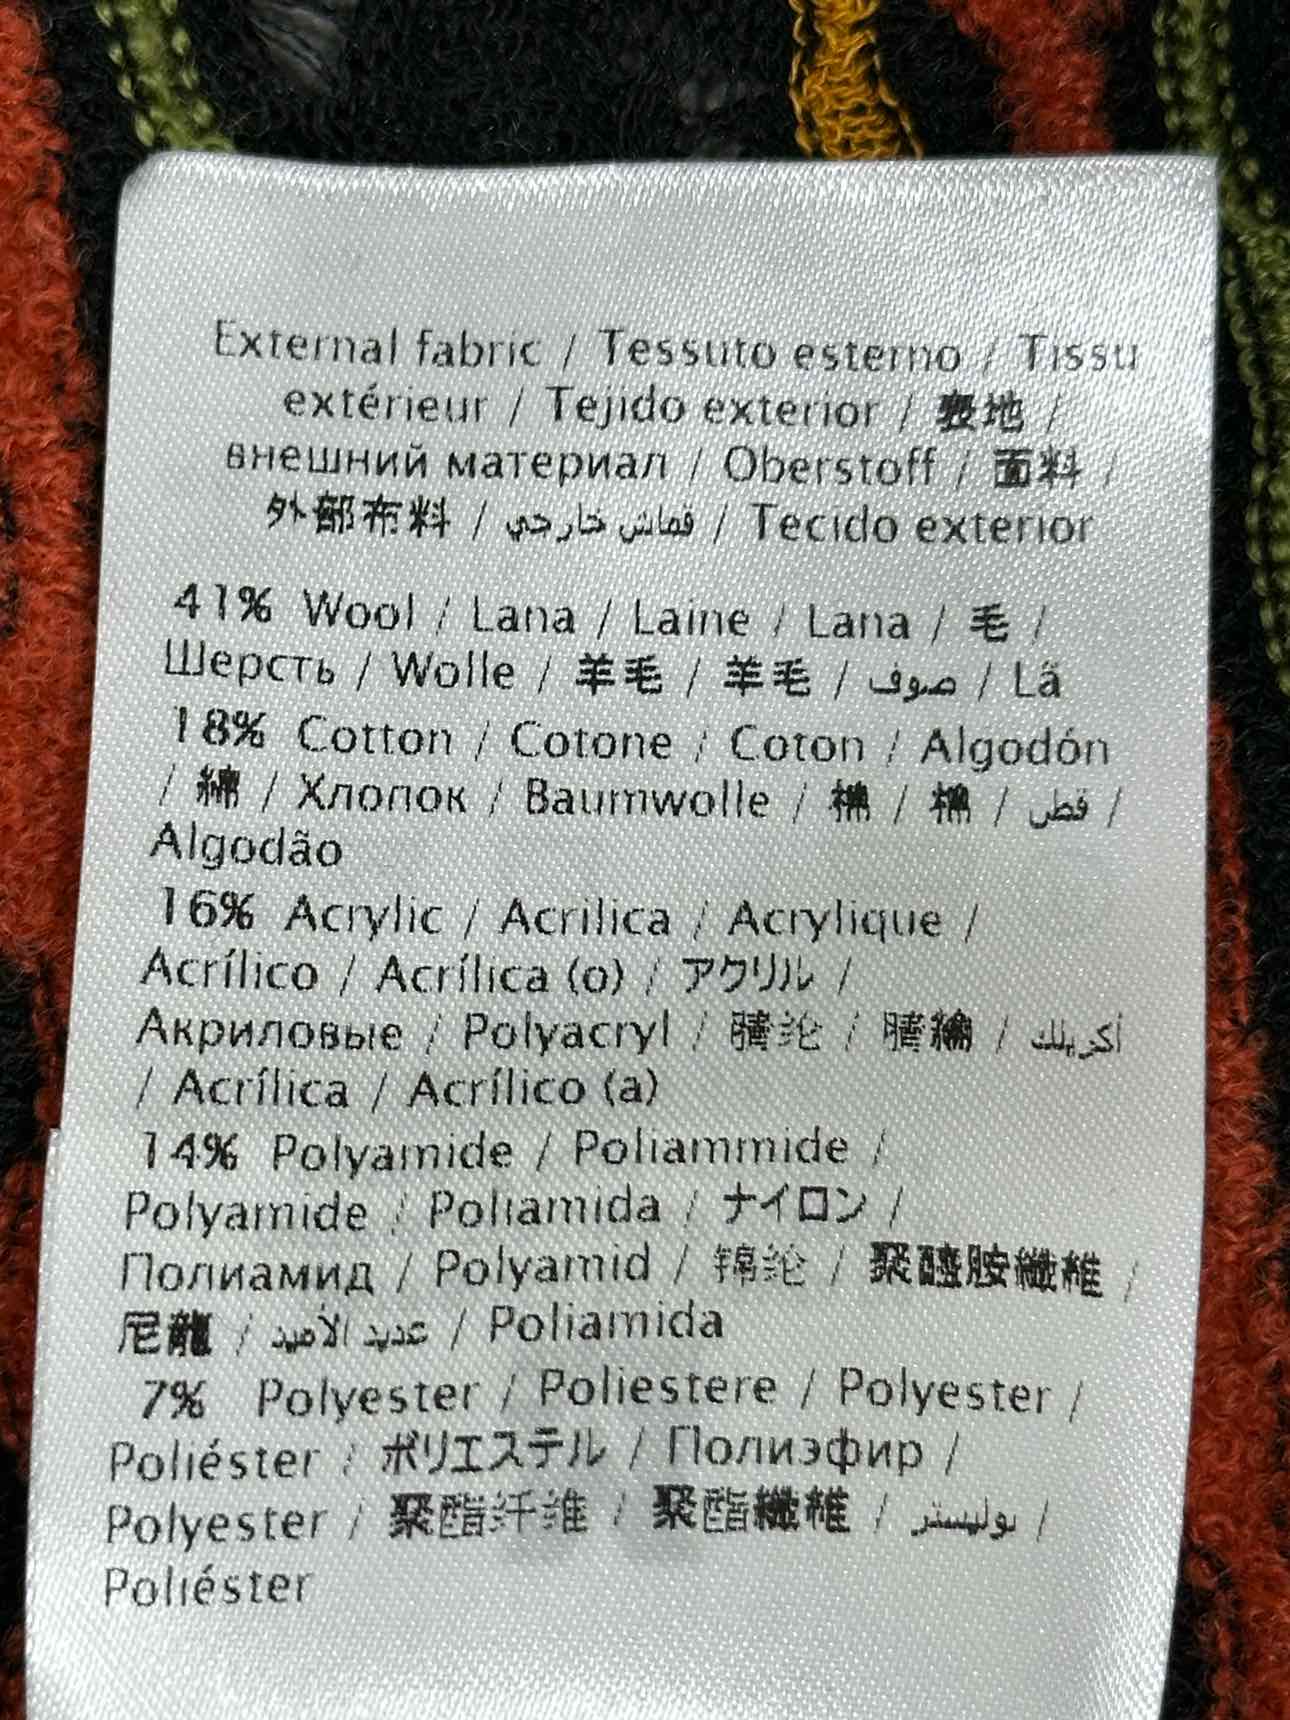 External fabric / Tessuto esterno / Tissu
extérieur / Tejido exterior / 表地 /
внешний материал / Oberstoff / 面料 /
外部布料 / قماش خارجي / Tecido exterior
41% Wool / Lana / Laine / Lana / 毛 /
Шерсть / Wolle / 羊毛 / 羊毛 / صوف / Lã
18% Cotton / Cotone / Coton / Algodón
/ 綿 / Хлопок / Baumwolle / 棉 / 棉 / قطن /
Algodão
16% Acrylic / Acrilica / Acrylique /
Acrílico / Acrílica (o) / アクリル /
Акриловые / Polyacryl / 腈纶 / 腈綸 / أكريلك
/ Acrílica / Acrílico (a)
14% Polyamide / Poliammide /
Polyamide / Poliamida / ナイロン /
Полиамид / Polyamid / 锦纶 / 聚醯胺纖維 /
尼龍 / عديد الأميد / Poliamida
7% Polyester / Poliestere / Polyester /
Poliéster / ポリエステル / Полиэфир /
Polyester / 聚酯纤维 / 聚酯纖維 / بوليستر /
Poliéster